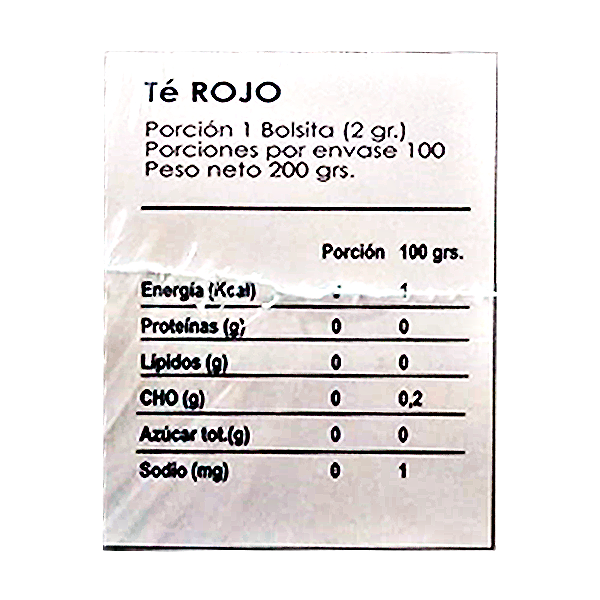 Té ROJO
Porción 1 Bolsita (2 gr.)
Porciones por envase 100
Peso neto 200 grs.
Porción 100 grs.
Energía (Kcal) 1
Proteínas (g) 0 0
Lípidos (g) 0 0
CHO (g) 0 0,2
Azúcar tot.(g) 0 0
Sodio (mg) 0 1